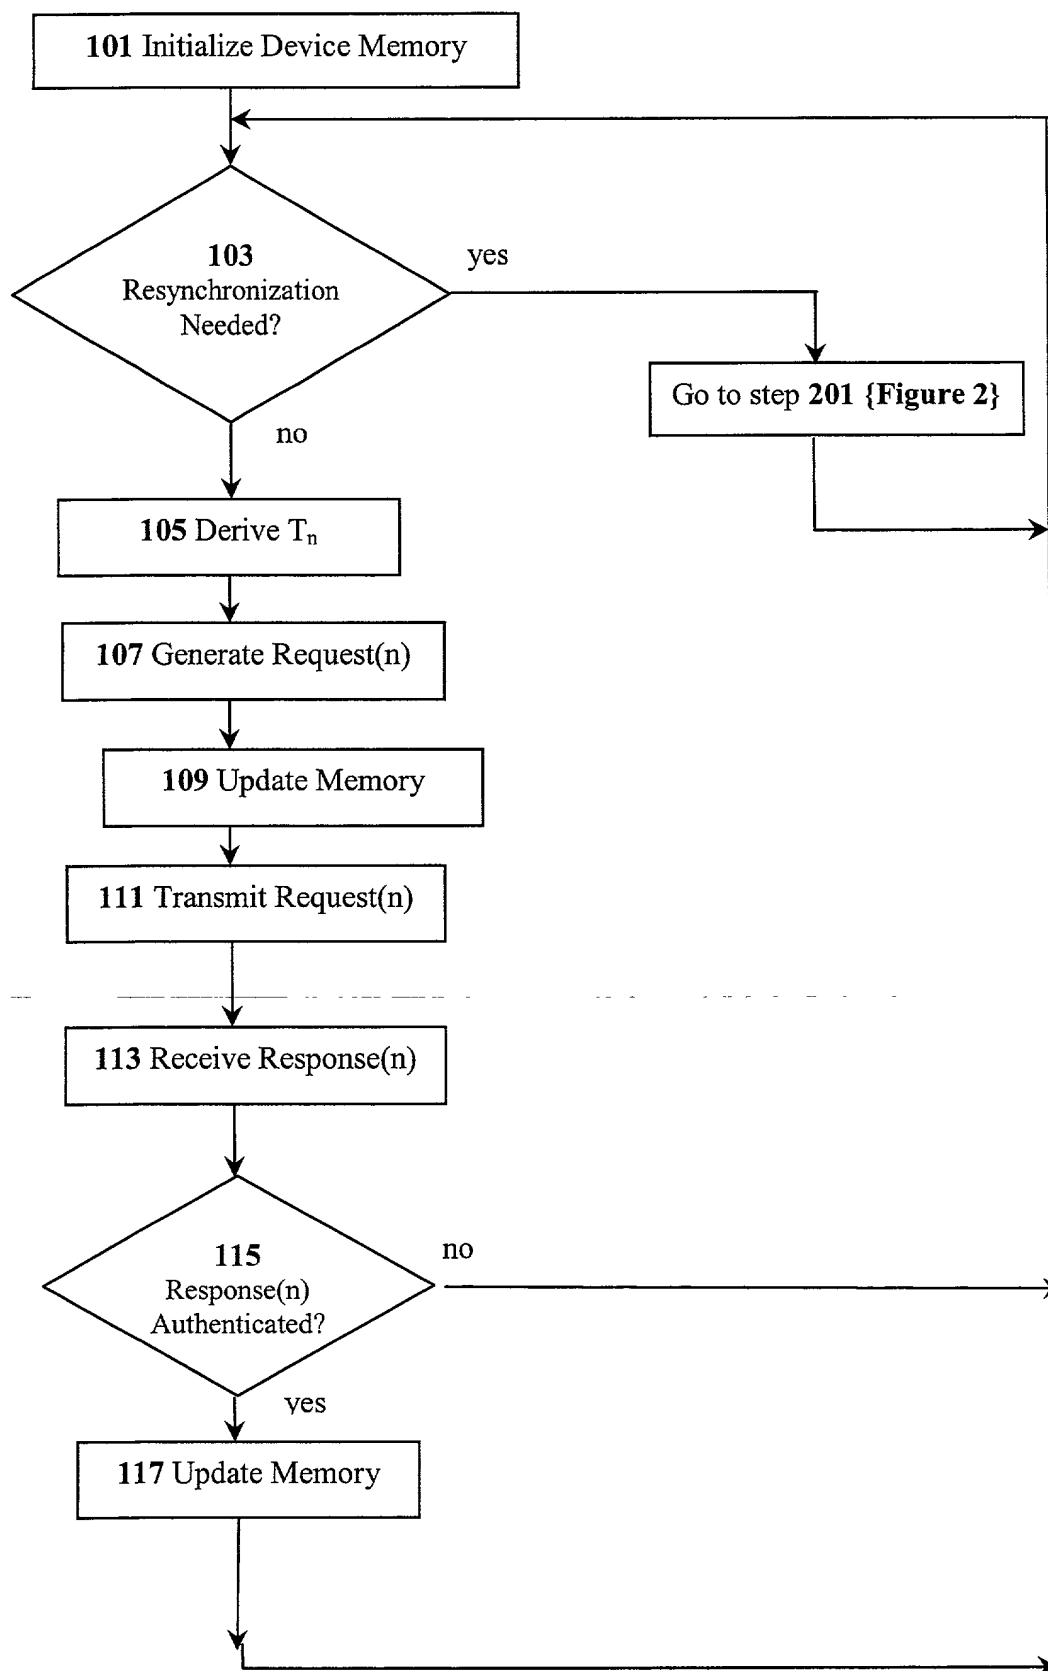 101 Initialize Device Memory
103
Resynchronization
Needed?
yes
Go to step 201 {Figure 2}
no
105 Derive Tₙ
107 Generate Request(n)
109 Update Memory
111 Transmit Request(n)
113 Receive Response(n)
115
Response(n)
Authenticated?
no
yes
117 Update Memory